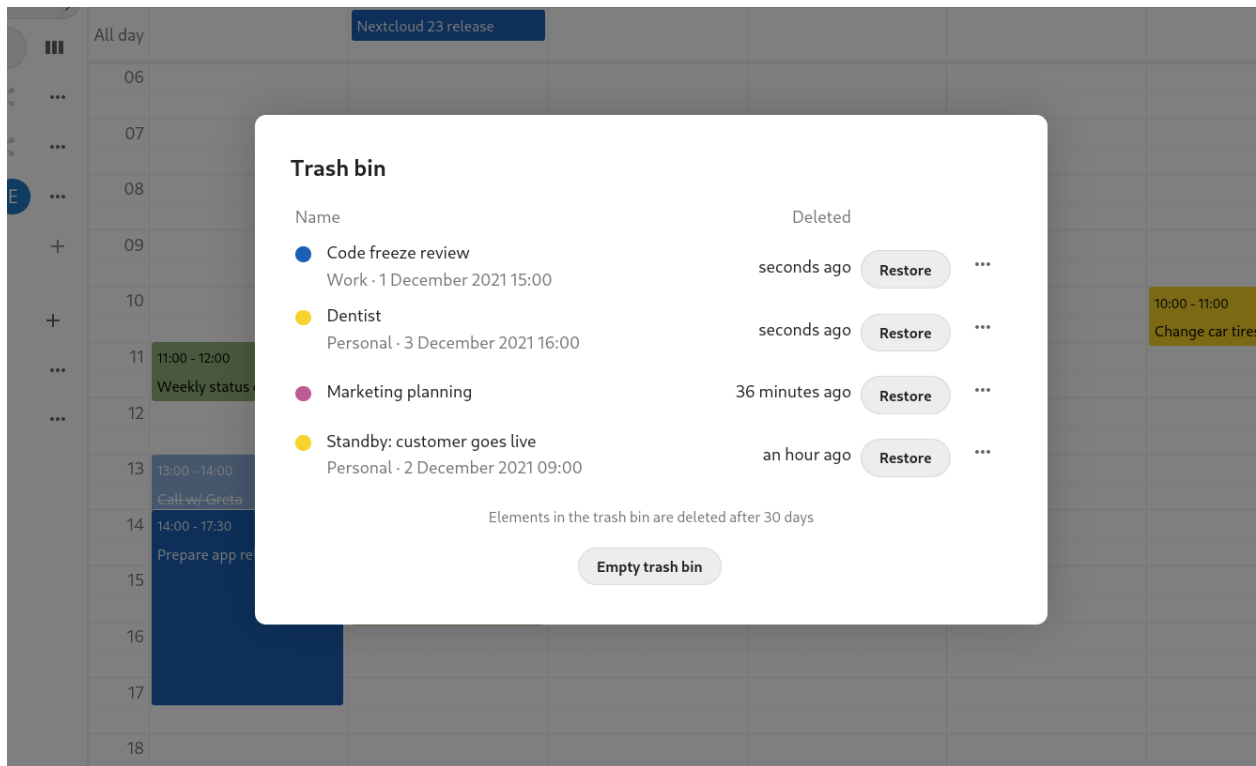 All day
Nextcloud 23 release
06
07
08
E
09
10
10:00 - 11:00
Change car tires
11
11:00 - 12:00
Weekly status
12
13
13:00 - 14:00
Call w/ Greta
14
14:00 - 17:30
Prepare app
15
16
17
18
Trash bin
Name
Deleted
Code freeze review
Work · 1 December 2021 15:00
seconds ago
Restore
Dentist
Personal · 3 December 2021 16:00
seconds ago
Restore
Marketing planning
36 minutes ago
Restore
Standby: customer goes live
Personal · 2 December 2021 09:00
an hour ago
Restore
Elements in the trash bin are deleted after 30 days
Empty trash bin